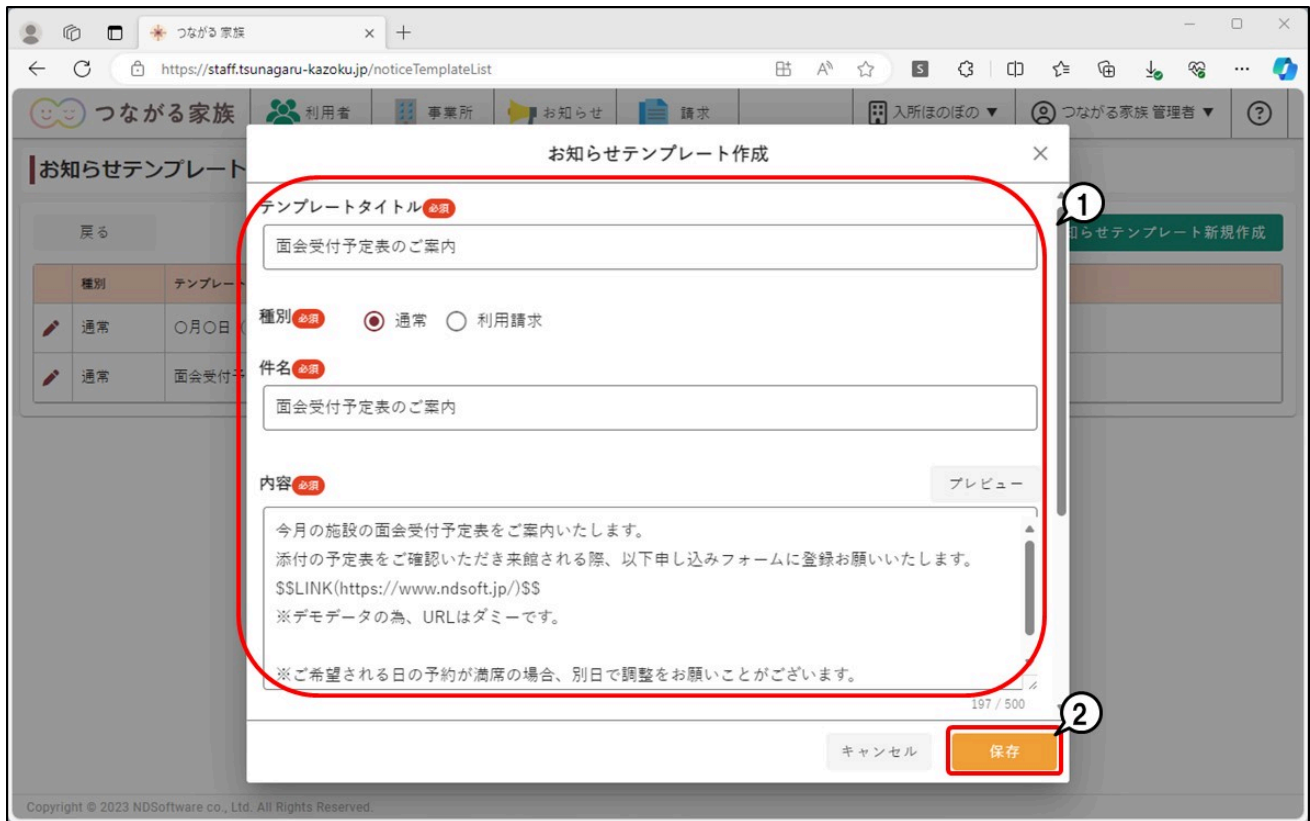 つながる家族
https://staff.tsunagaru-kazoku.jp/noticeTemplateList
つながる家族 利用者 事業所 お知らせ 請求 入所ほのぼの ▼ つながる家族 管理者 ▼
お知らせテンプレート
お知らせテンプレート作成
戻る
知らせテンプレート新規作成
種別 テンプレート
通常 〇月〇日（
通常 面会受付予
テンプレートタイトル 必須
面会受付予定表のご案内
種別 必須 通常 利用請求
件名 必須
面会受付予定表のご案内
内容 必須 プレビュー
今月の施設の面会受付予定表をご案内いたします。
添付の予定表をご確認いただき来館される際、以下申し込みフォームに登録お願いいたします。
$$LINK(https://www.ndsoft.jp/)$$
※デモデータの為、URLはダミーです。
※ご希望される日の予約が満席の場合、別日で調整をお願いことがございます。
197 / 500
キャンセル 保存
1
2
Copyright © 2023 NDSoftware co., Ltd. All Rights Reserved.